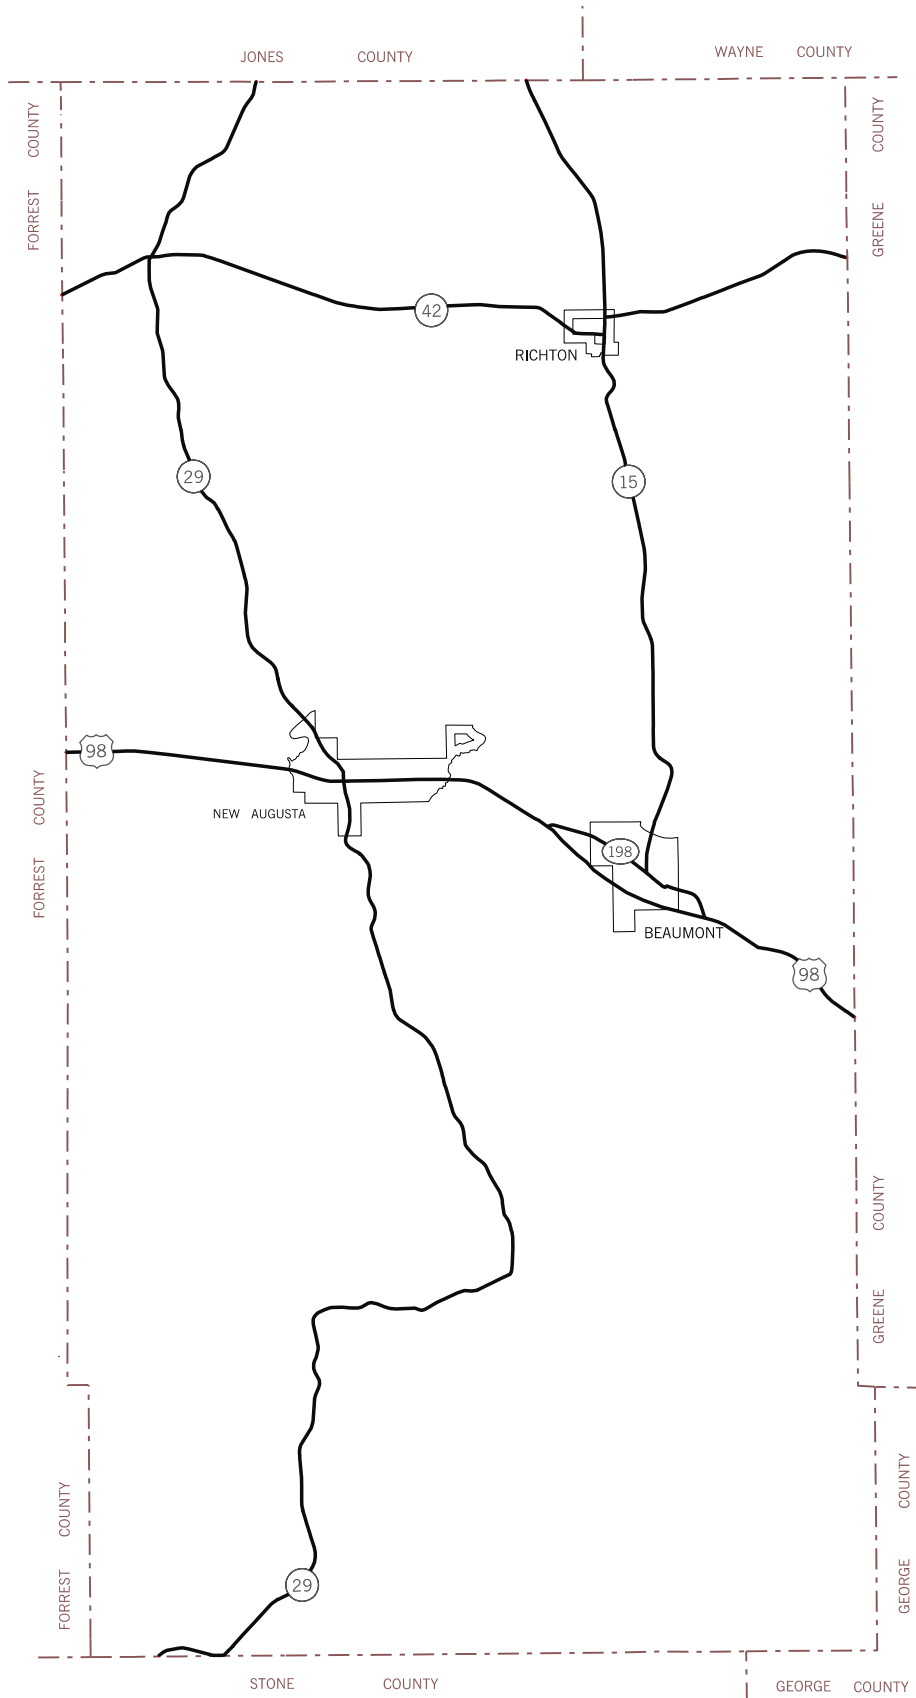 JONES COUNTY
WAYNE COUNTY
FORREST COUNTY
GREENE COUNTY
42
RICHTON
29
15
98
NEW AUGUSTA
FORREST COUNTY
198
BEAUMONT
98
GREENE COUNTY
FORREST COUNTY
GEORGE COUNTY
29
STONE COUNTY
GEORGE COUNTY